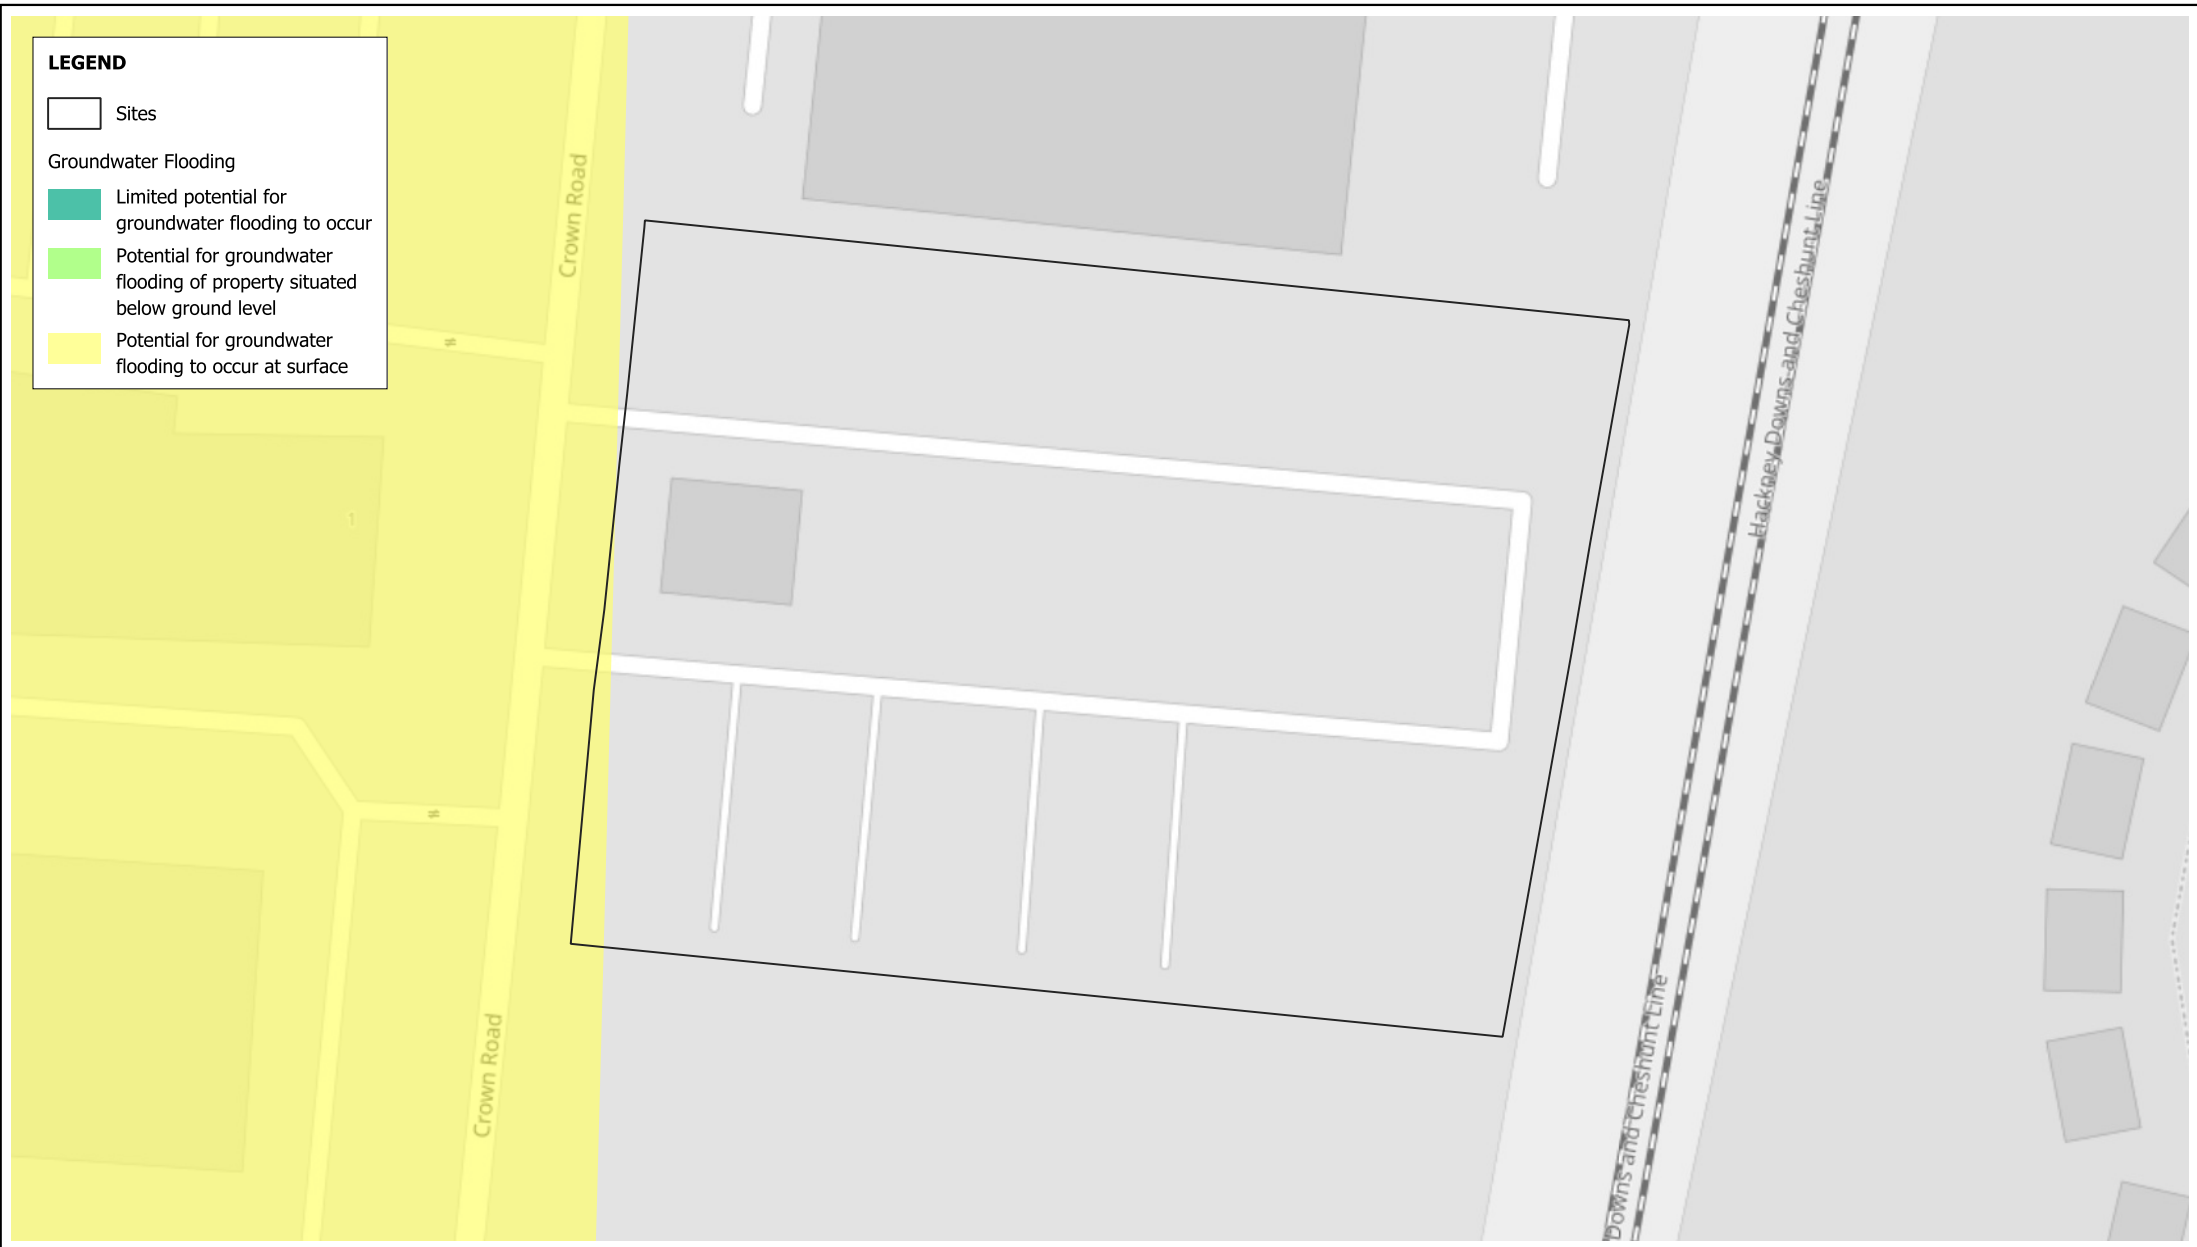 LEGEND
Sites
Groundwater Flooding
Limited potential for
groundwater flooding to occur
Potential for groundwater
flooding of property situated
below ground level
Potential for groundwater
flooding to occur at surface
Crown Road
Crown Road
Hackney Downs and Cheshunt Line
Downs and Cheshunt Line